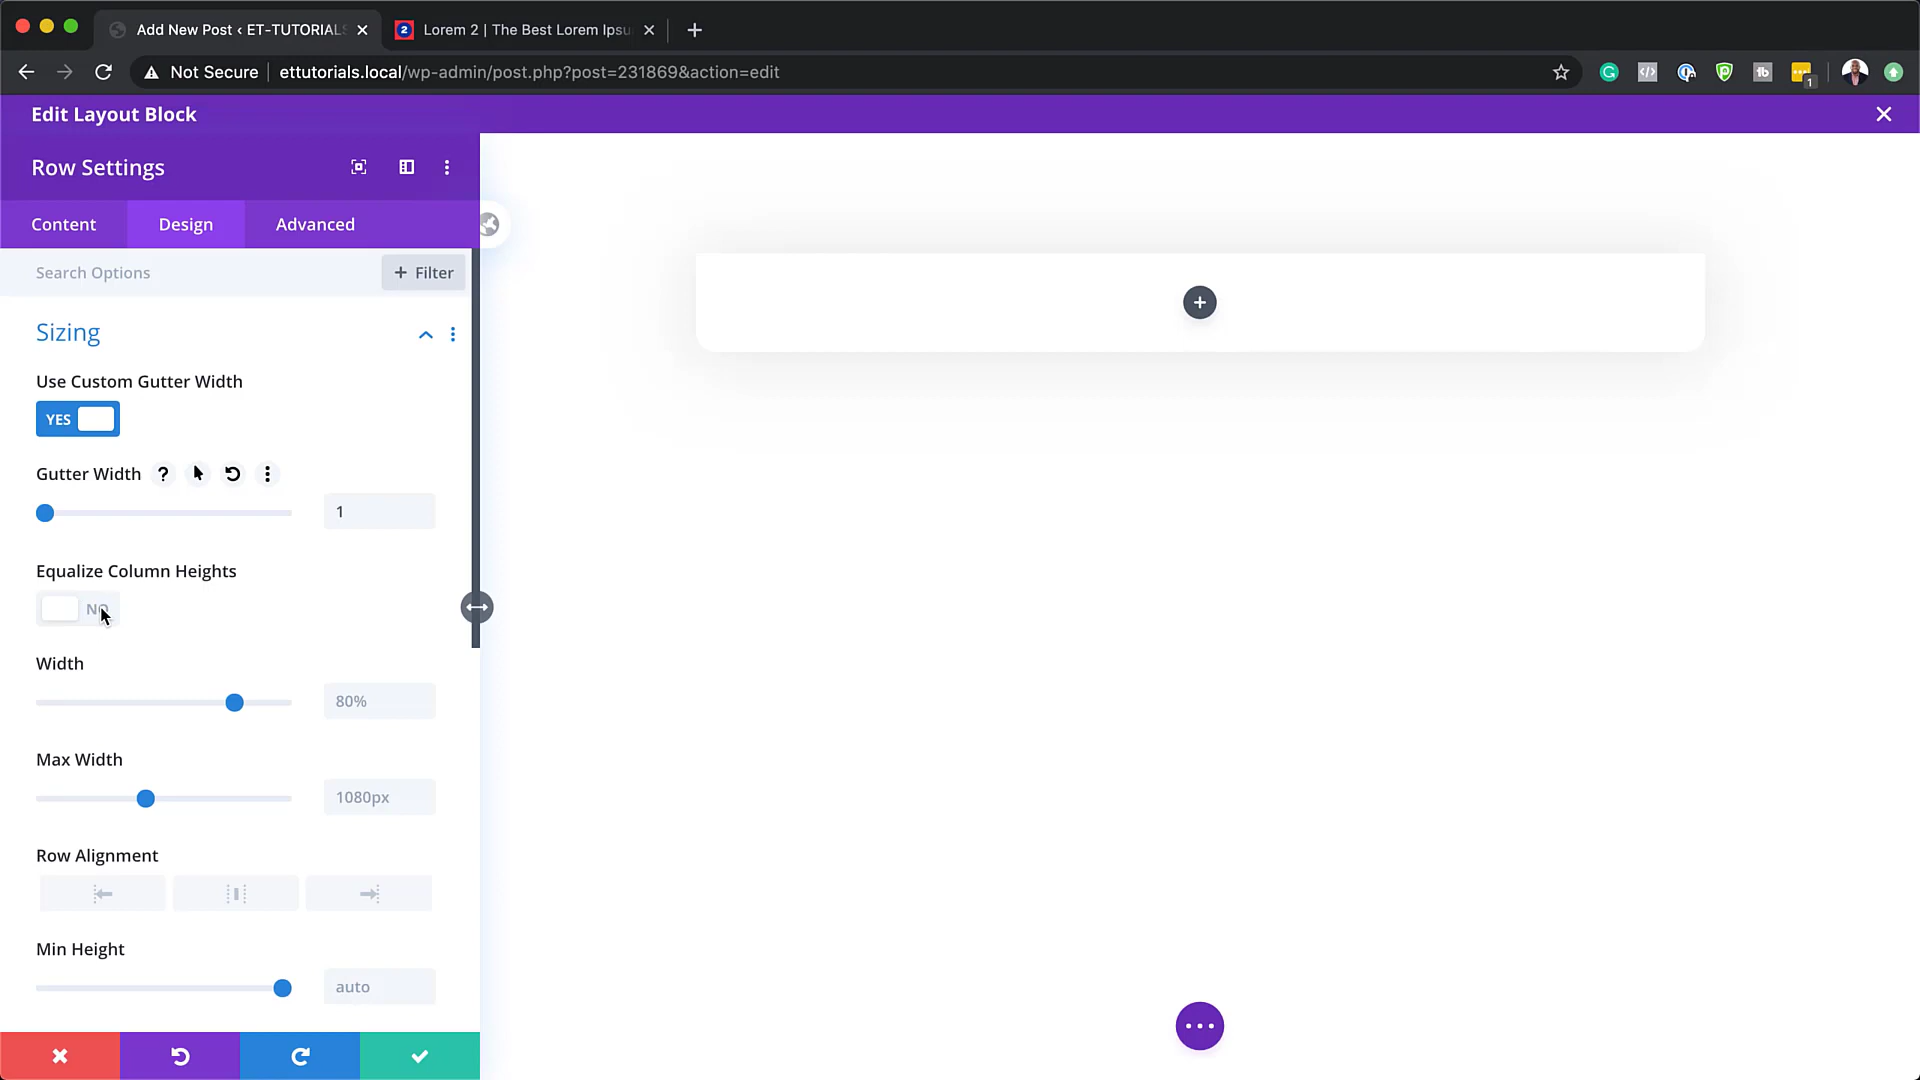 Add New Post ‹ ET-TUTORIALS
Lorem 2 | The Best Lorem Ipsu
Not Secure
ettutorials.local/wp-admin/post.php?post=231869&action=edit
1
Edit Layout Block
Row Settings
Content
Design
Advanced
Search Options
+ Filter
Sizing
Use Custom Gutter Width
YES
Gutter Width
1
Equalize Column Heights
NO
Width
80%
Max Width
1080px
Row Alignment
Min Height
auto